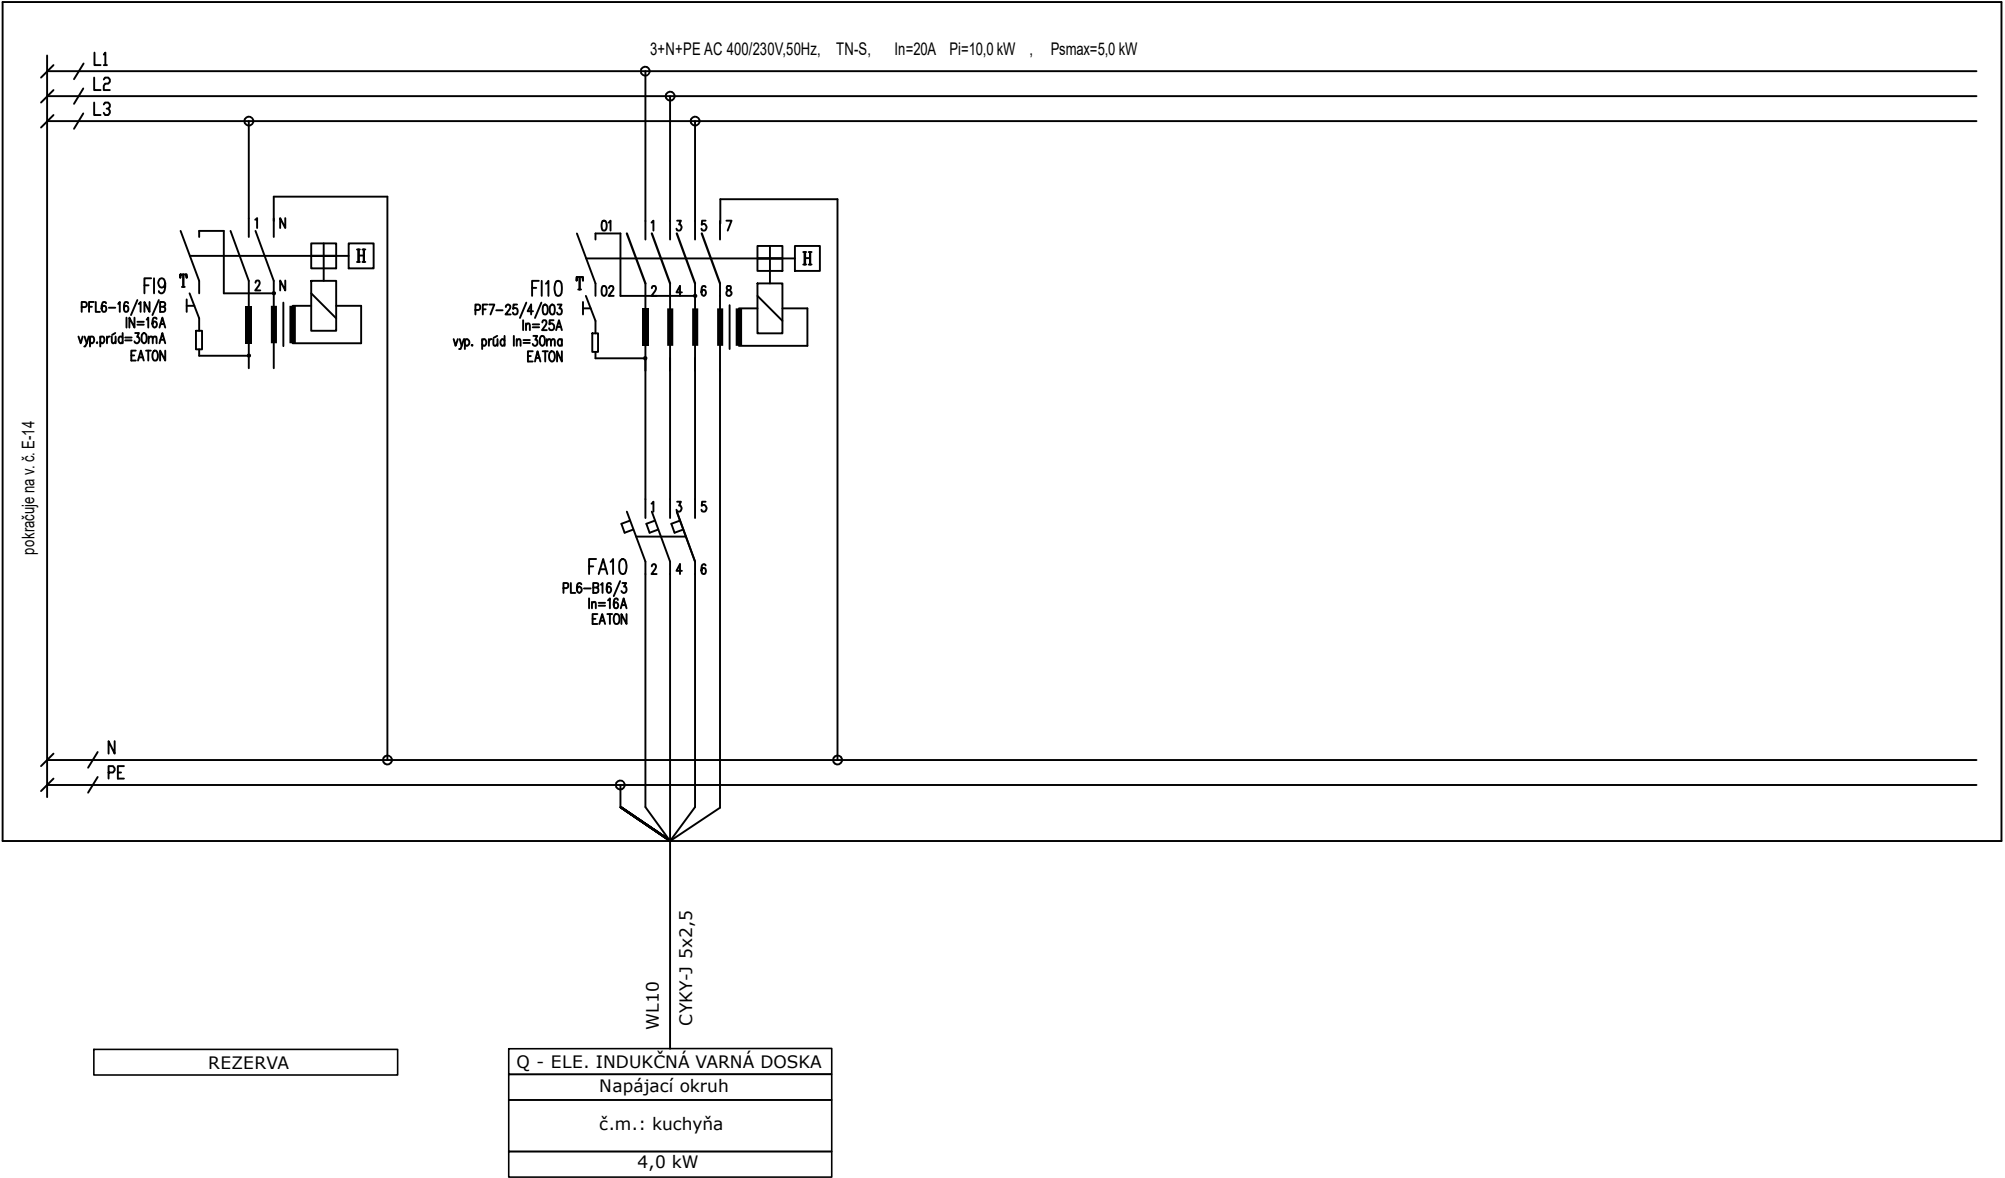 3+N+PE AC 400/230V,50Hz, TN-S, In=20A Pi=10,0 kW , Psmax=5,0 kW
L1
L2
L3
1 N
H
T
2 N
FI9
PFL6-16/1N/B
IN=16A
vyp.prúd=30mA
EATON
01 1 3 5 7
H
T
02 2 4 6 8
FI10
PF7-25/4/003
In=25A
vyp. prúd In=30ma
EATON
pokračuje na v. č. E-14
1 3 5
2 4 6
FA10
PL6-B16/3
In=16A
EATON
N
PE
WL10
CYKY-J 5x2,5
REZERVA
Q - ELE. INDUKČNÁ VARNÁ DOSKA
Napájací okruh
č.m.: kuchyňa
4,0 kW